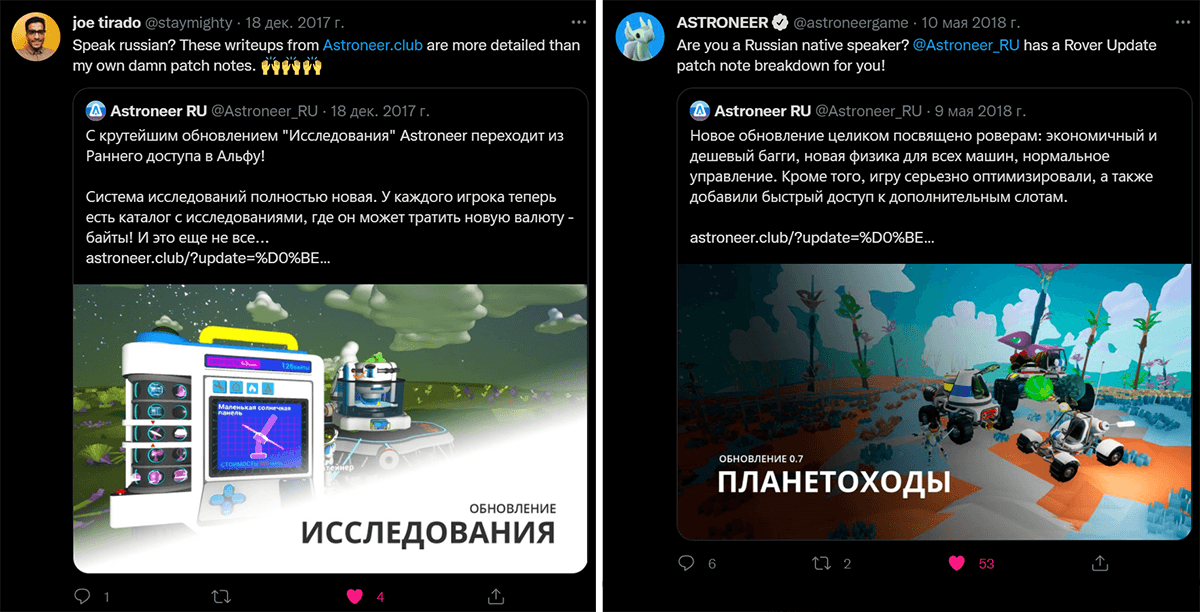 joe tirado @staymighty · 18 дек. 2017 г.
Speak russian? These writeups from Astroneer.club are more detailed than
my own damn patch notes. 🙌🙌🙌
Astroneer RU @Astroneer_RU · 18 дек. 2017 г.
С крутейшим обновлением "Исследования" Astroneer переходит из
Раннего доступа в Альфу!
Система исследований полностью новая. У каждого игрока теперь
есть каталог с исследованиями, где он может тратить новую валюту -
байты! И это еще не все...
astroneer.club/?update=%D0%BE...
Маленькая солнечная
панель
ОБНОВЛЕНИЕ
ИССЛЕДОВАНИЯ
1
4
ASTRONEER @astroneergame · 10 мая 2018 г.
Are you a Russian native speaker? @Astroneer_RU has a Rover Update
patch note breakdown for you!
Astroneer RU @Astroneer_RU · 9 мая 2018 г.
Новое обновление целиком посвящено роверам: экономичный и
дешевый багги, новая физика для всех машин, нормальное
управление. Кроме того, игру серьезно оптимизировали, а также
добавили быстрый доступ к дополнительным слотам.
astroneer.club/?update=%D0%BE...
ОБНОВЛЕНИЕ 0.7
ПЛАНЕТОХОДЫ
6
2
53